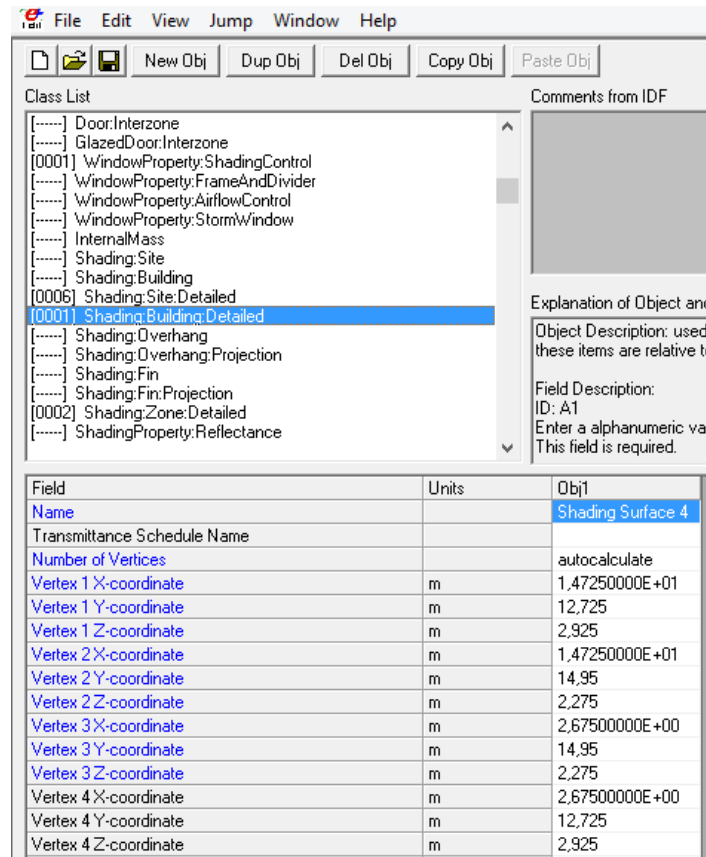 File Edit View Jump Window Help
New Obj Dup Obj Del Obj Copy Obj Paste Obj
Class List
[------] Door:Interzone
[------] GlazedDoor:Interzone
[0001] WindowProperty:ShadingControl
[------] WindowProperty:FrameAndDivider
[------] WindowProperty:AirflowControl
[------] WindowProperty:StormWindow
[------] InternalMass
[------] Shading:Site
[------] Shading:Building
[0006] Shading:Site:Detailed
[0001] Shading:Building:Detailed
[------] Shading:Overhang
[------] Shading:Overhang:Projection
[------] Shading:Fin
[------] Shading:Fin:Projection
[0002] Shading:Zone:Detailed
[------] ShadingProperty:Reflectance
Comments from IDF
Explanation of Object and
Object Description: used
these items are relative t
Field Description:
ID: A1
Enter a alphanumeric va
This field is required.
Field Units Obj1
Name Shading Surface 4
Transmittance Schedule Name
Number of Vertices autocalculate
Vertex 1 X-coordinate m 1,47250000E+01
Vertex 1 Y-coordinate m 12,725
Vertex 1 Z-coordinate m 2,925
Vertex 2 X-coordinate m 1,47250000E+01
Vertex 2 Y-coordinate m 14,95
Vertex 2 Z-coordinate m 2,275
Vertex 3 X-coordinate m 2,67500000E+00
Vertex 3 Y-coordinate m 14,95
Vertex 3 Z-coordinate m 2,275
Vertex 4 X-coordinate m 2,67500000E+00
Vertex 4 Y-coordinate m 12,725
Vertex 4 Z-coordinate m 2,925